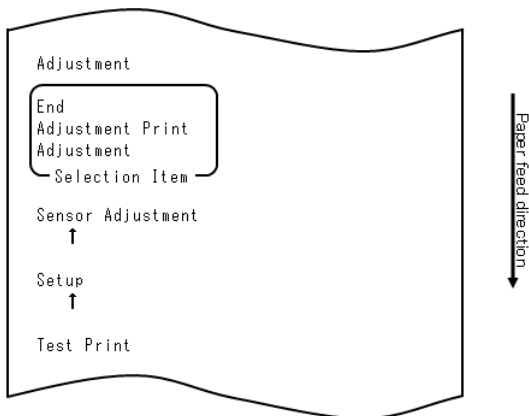 Adjustment
End
Adjustment Print
Adjustment
Selection Item
Sensor Adjustment
↑
Setup
↑
Test Print
Paper feed direction